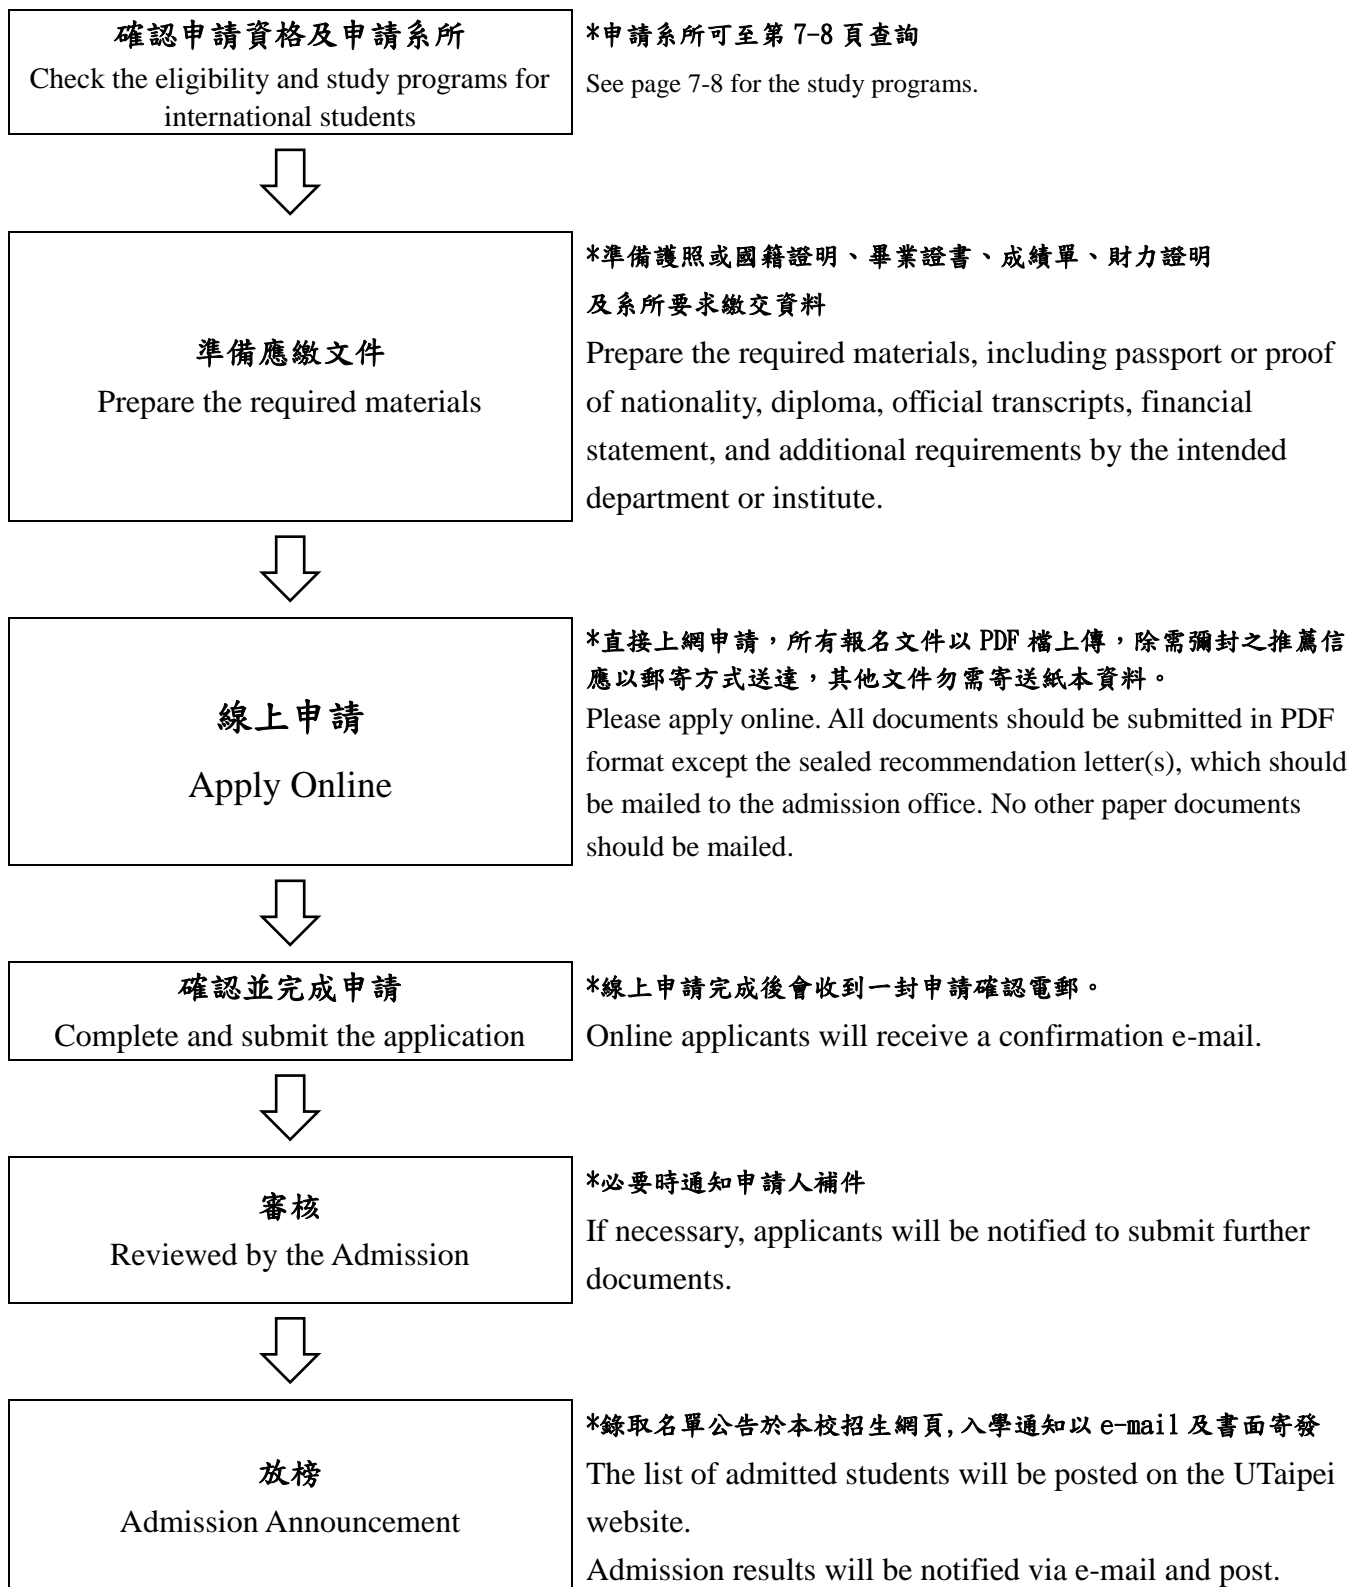 確認申請資格及申請系所
Check the eligibility and study programs for
international students
*申請系所可至第 7-8 頁查詢
See page 7-8 for the study programs.
準備應繳文件
Prepare the required materials
*準備護照或國籍證明、畢業證書、成績單、財力證明
及系所要求繳交資料
Prepare the required materials, including passport or proof
of nationality, diploma, official transcripts, financial
statement, and additional requirements by the intended
department or institute.
線上申請
Apply Online
*直接上網申請，所有報名文件以 PDF 檔上傳，除需彌封之推薦信
應以郵寄方式送達，其他文件勿需寄送紙本資料。
Please apply online. All documents should be submitted in PDF
format except the sealed recommendation letter(s), which should
be mailed to the admission office. No other paper documents
should be mailed.
確認並完成申請
Complete and submit the application
*線上申請完成後會收到一封申請確認電郵。
Online applicants will receive a confirmation e-mail.
審核
Reviewed by the Admission
*必要時通知申請人補件
If necessary, applicants will be notified to submit further
documents.
放榜
Admission Announcement
*錄取名單公告於本校招生網頁,入學通知以 e-mail 及書面寄發
The list of admitted students will be posted on the UTaipei
website.
Admission results will be notified via e-mail and post.